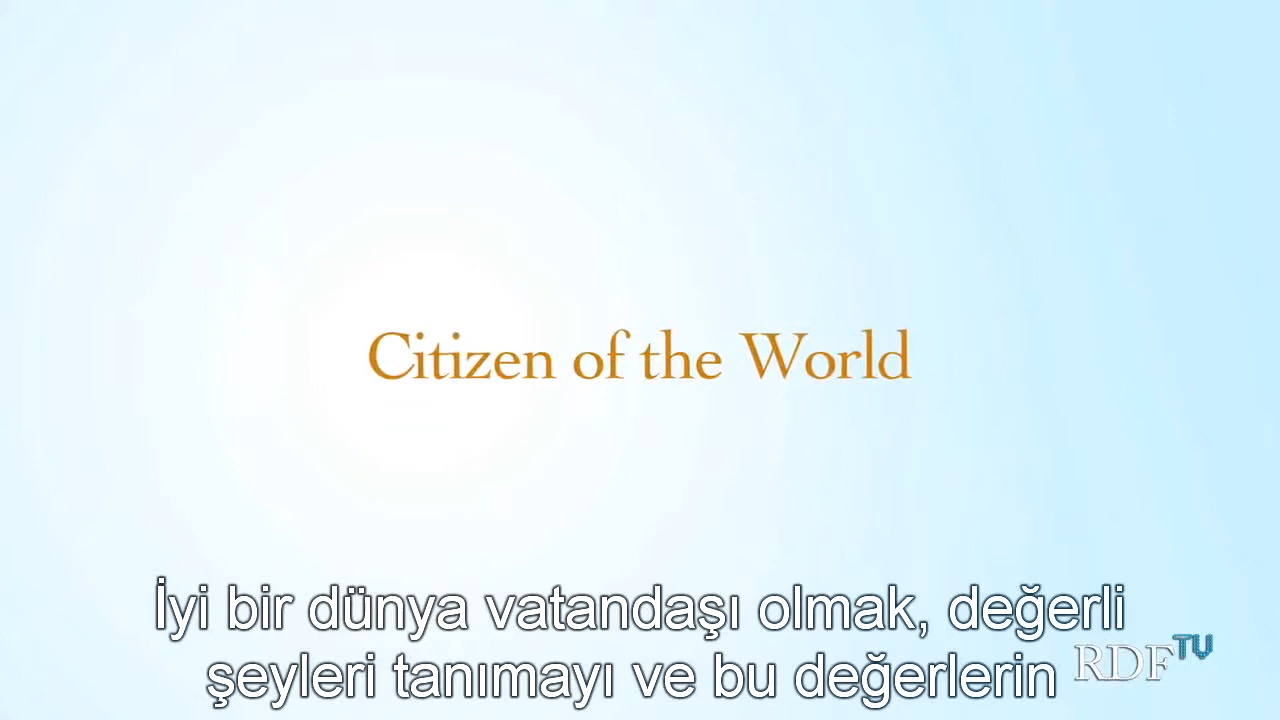 Citizen of the World
İyi bir dünya vatandaşı olmak, değerli
şeyleri tanımayı ve bu değerlerin
RDF TV